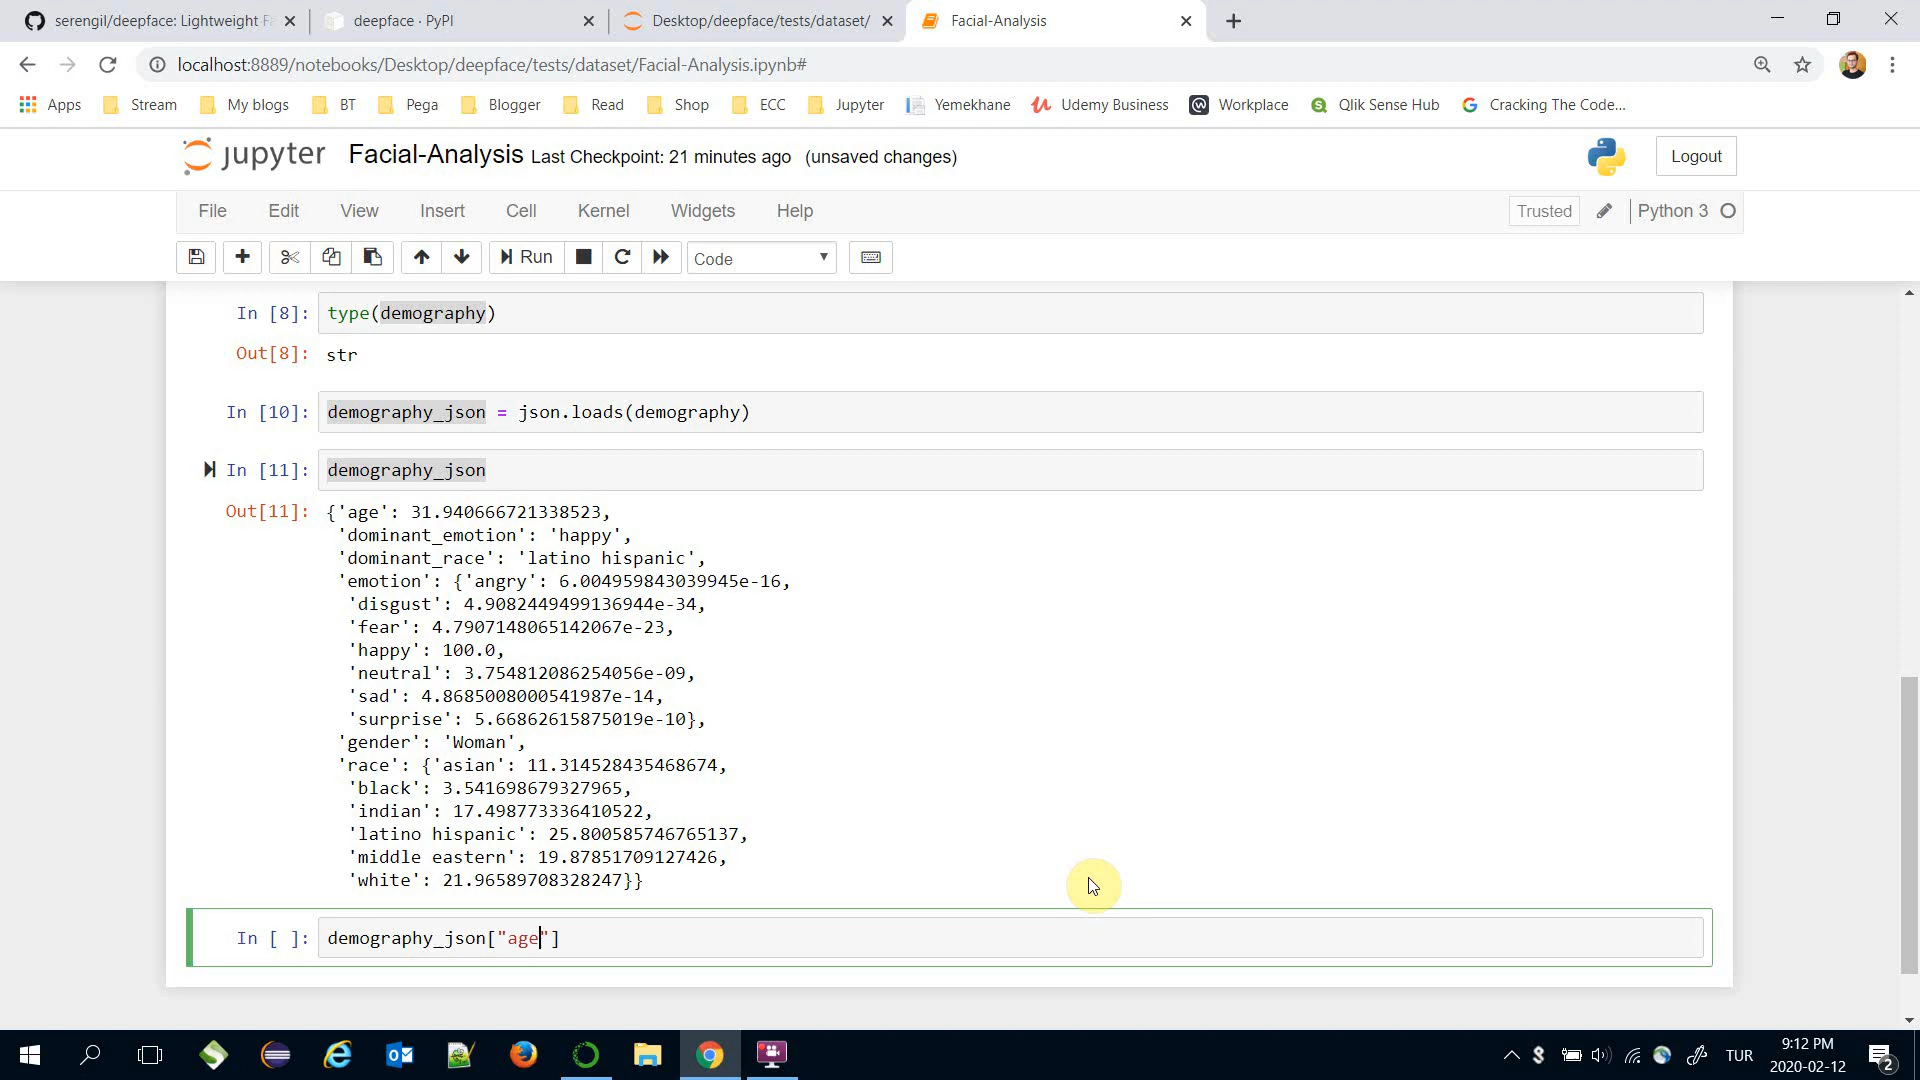 serengil/deepface: Lightweight F
deepface · PyPI
Desktop/deepface/tests/dataset/
Facial-Analysis
localhost:8889/notebooks/Desktop/deepface/tests/dataset/Facial-Analysis.ipynb#
Apps Stream My blogs BT Pega Blogger Read Shop ECC Jupyter Yemekhane Udemy Business Workplace Qlik Sense Hub Cracking The Code...
jupyter Facial-Analysis Last Checkpoint: 21 minutes ago (unsaved changes) Logout
File Edit View Insert Cell Kernel Widgets Help Trusted Python 3
Run Code
In [8]: type(demography)
Out[8]: str
In [10]: demography_json = json.loads(demography)
In [11]: demography_json
Out[11]: {'age': 31.940666721338523,
'dominant_emotion': 'happy',
'dominant_race': 'latino hispanic',
'emotion': {'angry': 6.004959843039945e-16,
'disgust': 4.9082449499136944e-34,
'fear': 4.7907148065142067e-23,
'happy': 100.0,
'neutral': 3.754812086254056e-09,
'sad': 4.8685008000541987e-14,
'surprise': 5.66862615875019e-10},
'gender': 'Woman',
'race': {'asian': 11.314528435468674,
'black': 3.541698679327965,
'indian': 17.498773336410522,
'latino hispanic': 25.800585746765137,
'middle eastern': 19.87851709127426,
'white': 21.96589708328247}}
In [ ]: demography_json["age"]
TUR
9:12 PM
2020-02-12
2